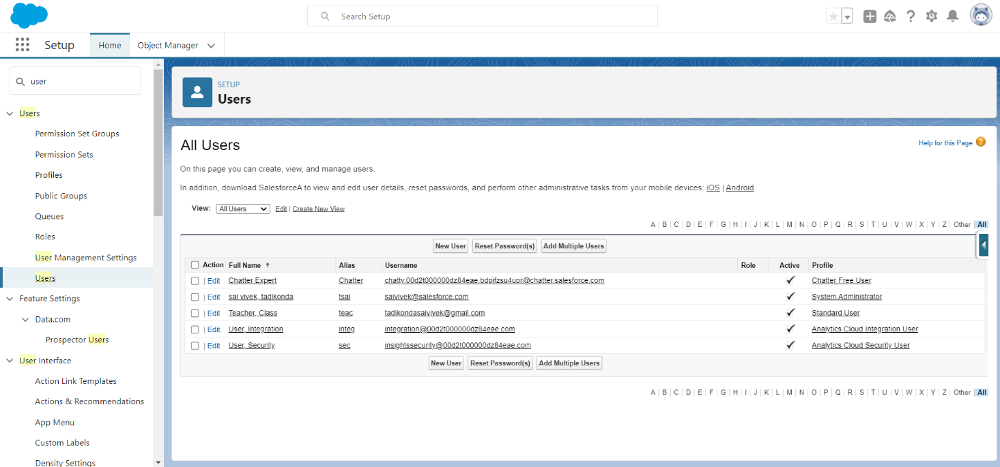 Search Setup
Setup Home Object Manager
user
Users
Permission Set Groups
Permission Sets
Profiles
Public Groups
Queues
Roles
User Management Settings
Users
Feature Settings
Data.com
Prospector Users
User Interface
Action Link Templates
Actions & Recommendations
App Menu
Custom Labels
Density Settings
SETUP
Users
All Users
Help for this Page ?
On this page you can create, view, and manage users.
In addition, download SalesforceA to view and edit user details, reset passwords, and perform other administrative tasks from your mobile devices: iOS | Android
View: All Users Edit | Create New View
A B C D E F G H I J K L M N O P Q R S T U V W X Y Z Other All
New User Reset Password(s) Add Multiple Users
Action Full Name ↑ Alias Username Role Active Profile
| Edit Chatter Expert Chatter chatty.00d2t000000dz84eae.bdpifzsu4upr@chatter.salesforce.com ✓ Chatter Free User
| Edit sai vivek, tadikonda tsai saivivek@salesforce.com ✓ System Administrator
| Edit Teacher, Class teac tadikondasaivivek@gmail.com ✓ Standard User
| Edit User, Integration integ integration@00d2t000000dz84eae.com ✓ Analytics Cloud Integration User
| Edit User, Security sec insightssecurity@00d2t000000dz84eae.com ✓ Analytics Cloud Security User
New User Reset Password(s) Add Multiple Users
A B C D E F G H I J K L M N O P Q R S T U V W X Y Z Other All